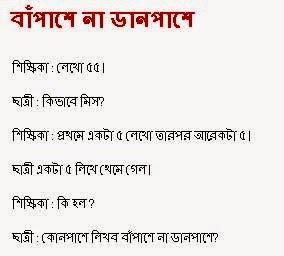 বাঁপাশে না ডানপাশে
শিক্ষিকা : লেখো ৫৫।
ছাত্রী : কিভাবে মিস?
শিক্ষিকা : প্রথমে একটা ৫ লেখো তারপর আরেকটা ৫।
ছাত্রী একটা ৫ লিখে থেমে গেল।
শিক্ষিকা : কি হল ?
ছাত্রী : কোনপাশে লিখব বাঁপাশে না ডানপাশে?